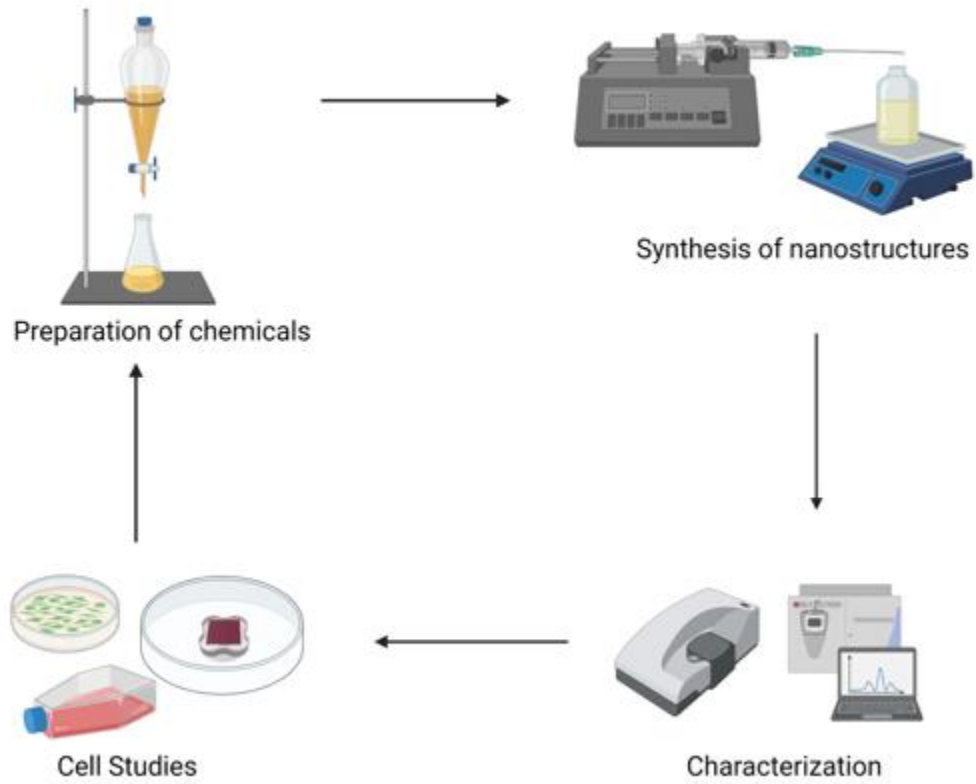 Synthesis of nanostructures
Preparation of chemicals
Cell Studies
Characterization